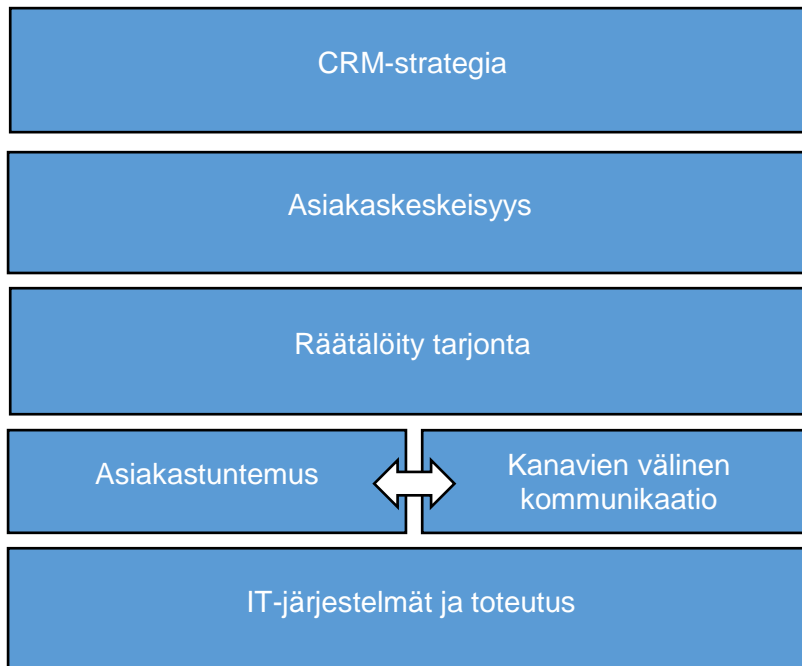 CRM-strategia
Asiakaskeskeisyys
Räätälöity tarjonta
Asiakastuntemus
Kanavien välinen
kommunikaatio
IT-järjestelmät ja toteutus